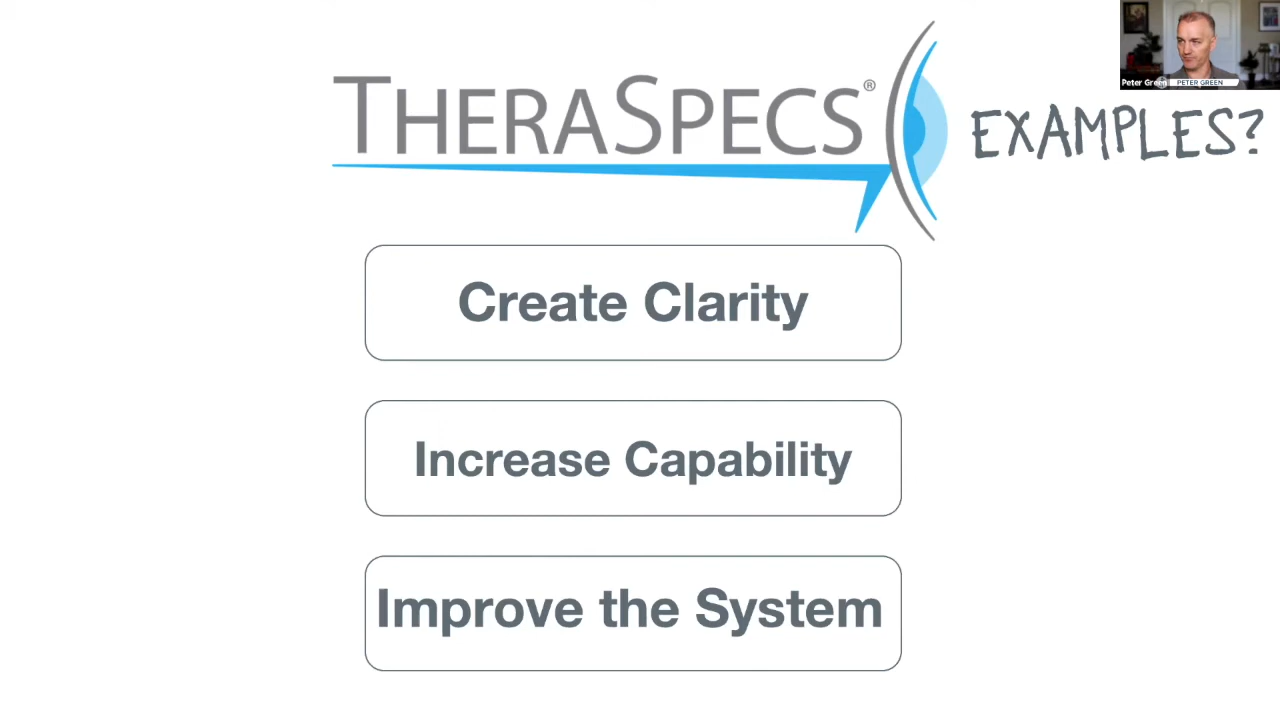 THERASPECS® EXAMPLES?
Peter Green PETER GREEN
Create Clarity
Increase Capability
Improve the System